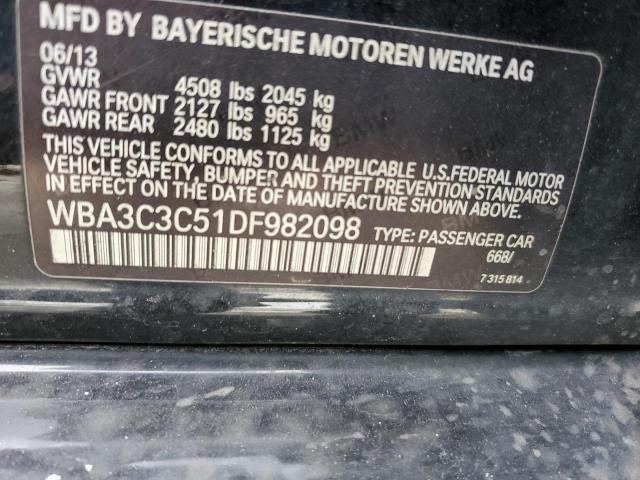 MFD BY BAYERISCHE MOTOREN WERKE AG
06/13
GVWR 4508 lbs 2045 kg
GAWR FRONT 2127 lbs 965 kg
GAWR REAR 2480 lbs 1125 kg
THIS VEHICLE CONFORMS TO ALL APPLICABLE U.S.FEDERAL MOTOR
VEHICLE SAFETY, BUMPER AND THEFT PREVENTION STANDARDS
IN EFFECT ON THE DATE OF MANUFACTURE SHOWN ABOVE.
WBA3C3C51DF982098 TYPE: PASSENGER CAR
668/
7 315 814